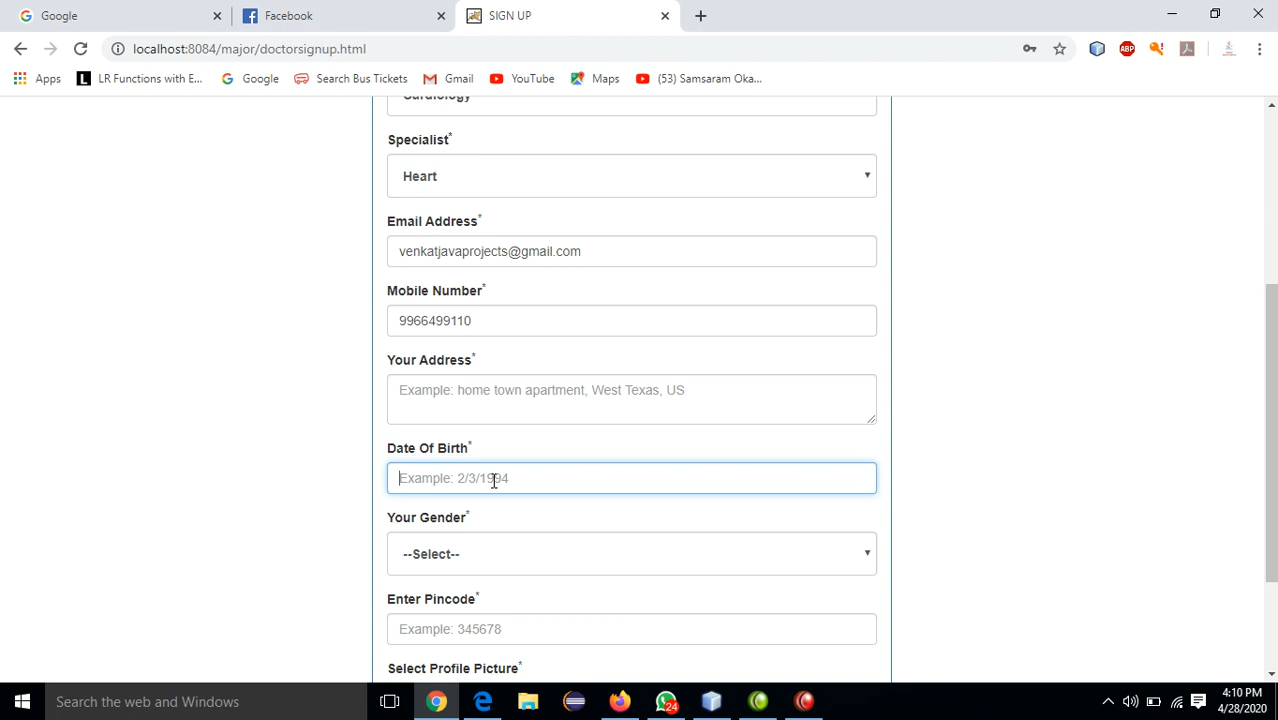 Google
Facebook
SIGN UP
localhost:8084/major/doctorsignup.html
ABP
Apps
L LR Functions with E...
Google
Search Bus Tickets
Gmail
YouTube
Maps
(53) Samsaram Oka...
Cardiology
Specialist*
Heart
Email Address*
venkatjavaprojects@gmail.com
Mobile Number*
9966499110
Your Address*
Example: home town apartment, West Texas, US
Date Of Birth*
Example: 2/3/1994
Your Gender*
--Select--
Enter Pincode*
Example: 345678
Select Profile Picture*
Search the web and Windows
24
4:10 PM
4/28/2020